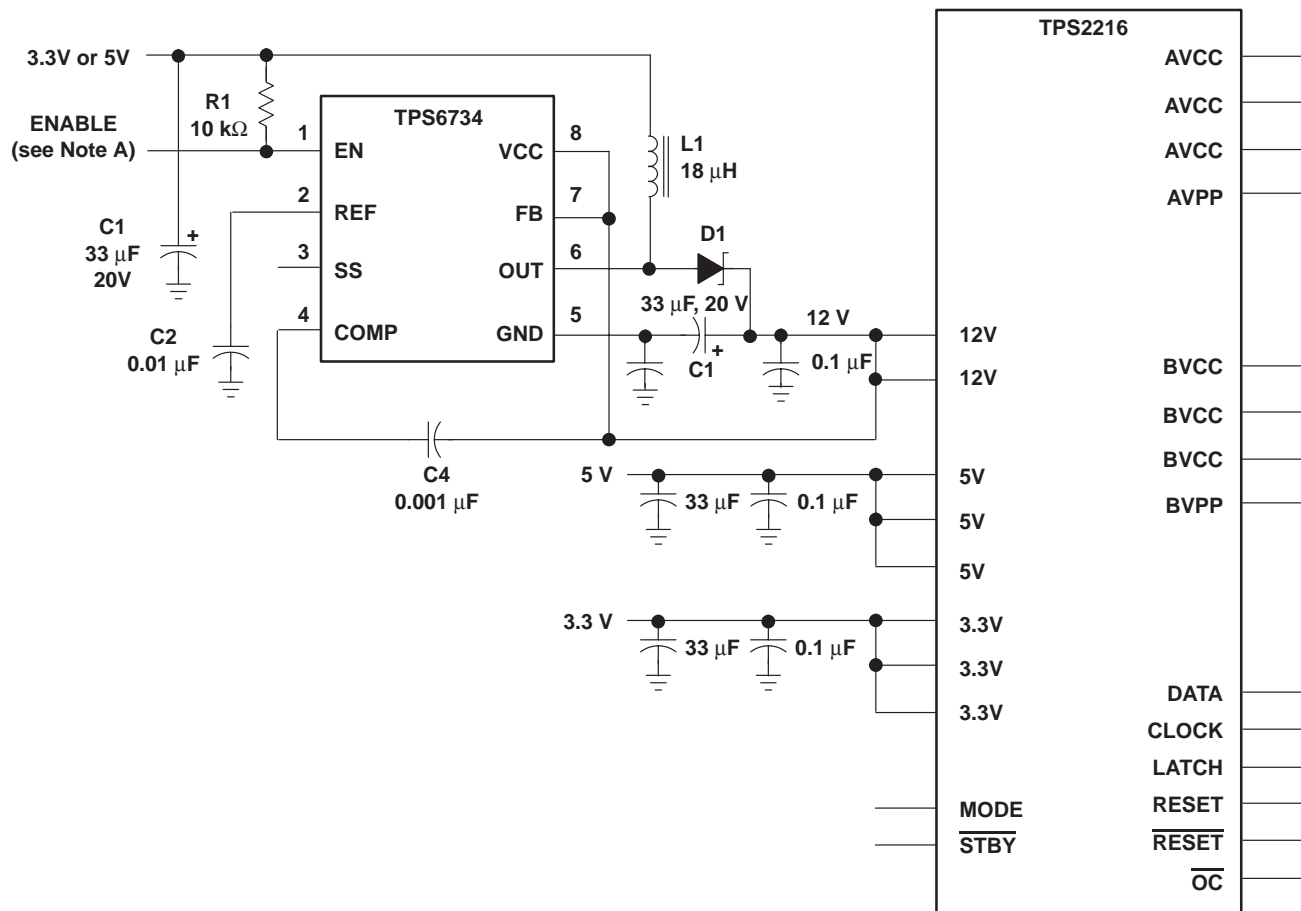 TPS2216
3.3V or 5V
AVCC
R1
10 kΩ
AVCC
ENABLE
(see Note A)
TPS6734
1
EN
VCC
8
L1
18 μH
AVCC
2
REF
FB
7
AVPP
C1
33 μF
20V
+
3
SS
OUT
6
D1
33 μF, 20 V
4
COMP
GND
5
12 V
12V
C2
0.01 μF
C1
+
0.1 μF
12V
BVCC
BVCC
C4
0.001 μF
5 V
33 μF
0.1 μF
5V
BVCC
5V
BVPP
5V
3.3 V
33 μF
0.1 μF
3.3V
3.3V
3.3V
DATA
CLOCK
LATCH
MODE
RESET
STBY
RESET
OC